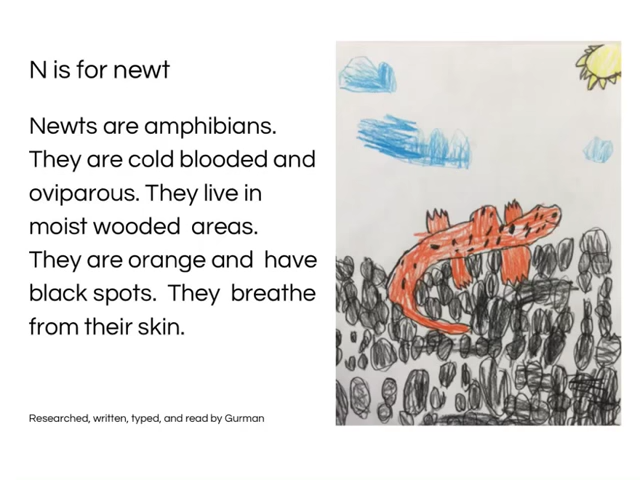 N is for newt
Newts are amphibians.
They are cold blooded and
oviparous. They live in
moist wooded  areas.
They are orange and  have
black spots.  They  breathe
from their skin.
Researched, written, typed, and read by Gurman